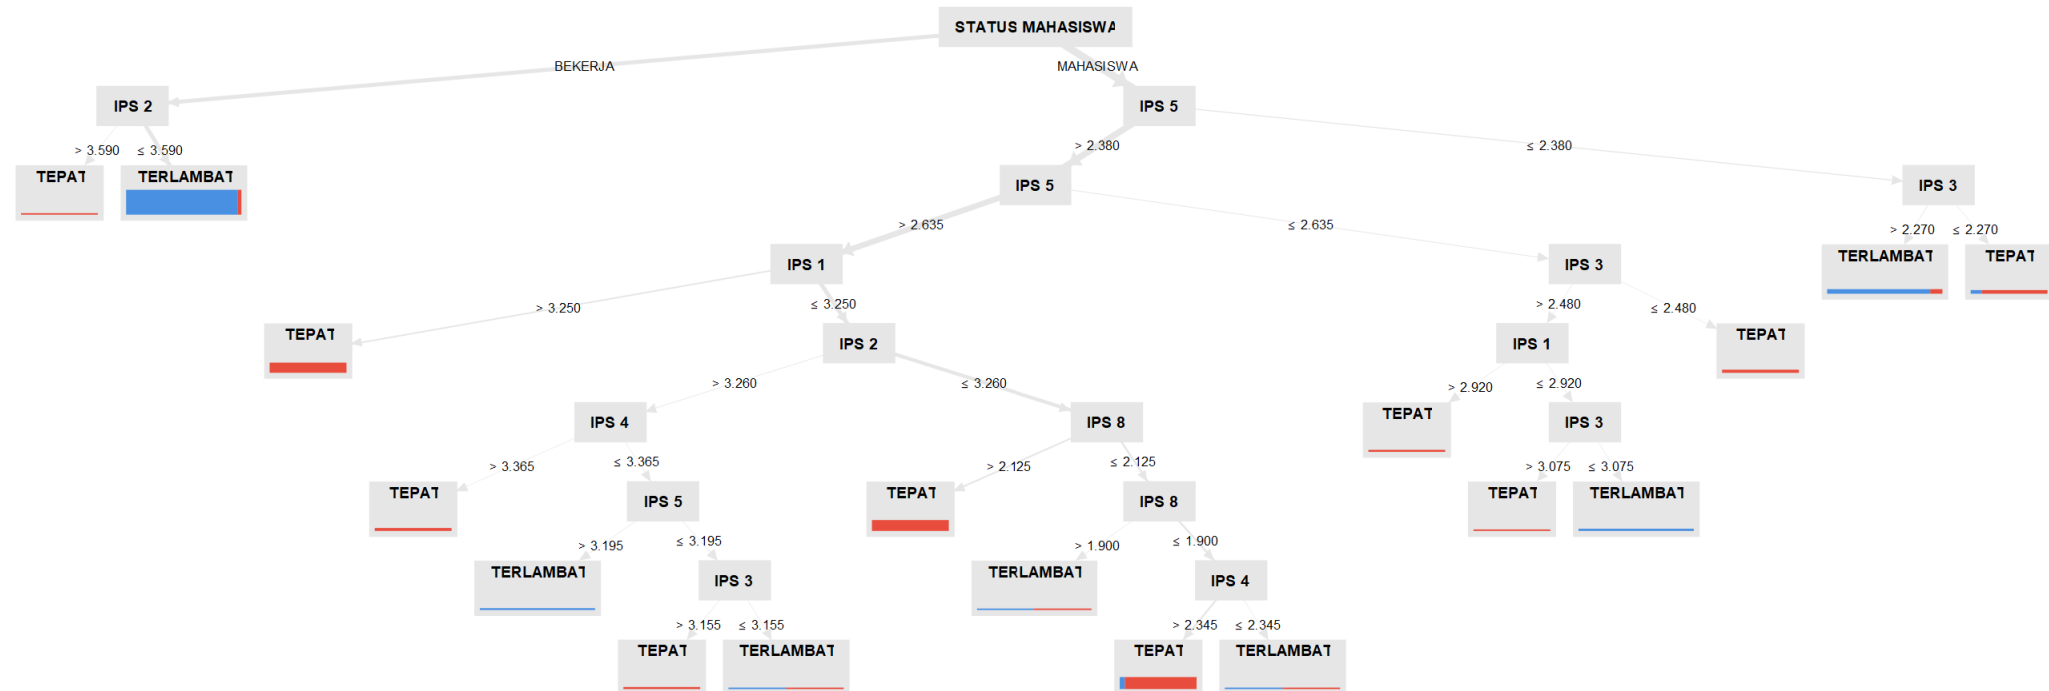 STATUS MAHASISWA
BEKERJA
MAHASISWA
IPS 2
IPS 5
> 3.590
≤ 3.590
> 2.380
≤ 2.380
TEPAT
TERLAMBAT
IPS 5
IPS 3
> 2.635
≤ 2.635
> 2.270
≤ 2.270
IPS 1
IPS 3
TERLAMBAT
TEPAT
> 3.250
≤ 3.250
> 2.480
≤ 2.480
TEPAT
IPS 2
IPS 1
TEPAT
> 3.260
≤ 3.260
> 2.920
≤ 2.920
IPS 4
IPS 8
TEPAT
IPS 3
> 3.365
≤ 3.365
> 2.125
≤ 2.125
> 3.075
≤ 3.075
TEPAT
IPS 5
TEPAT
IPS 8
TEPAT
TERLAMBAT
> 3.195
≤ 3.195
> 1.900
≤ 1.900
TERLAMBAT
IPS 3
TERLAMBAT
IPS 4
> 3.155
≤ 3.155
> 2.345
≤ 2.345
TEPAT
TERLAMBAT
TEPAT
TERLAMBAT